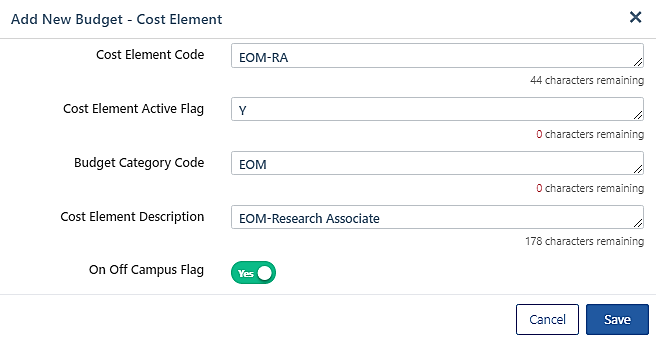 Add New Budget - Cost Element ×
Cost Element Code EOM-RA
44 characters remaining
Cost Element Active Flag Y
0 characters remaining
Budget Category Code EOM
0 characters remaining
Cost Element Description EOM-Research Associate
178 characters remaining
On Off Campus Flag Yes
Cancel Save